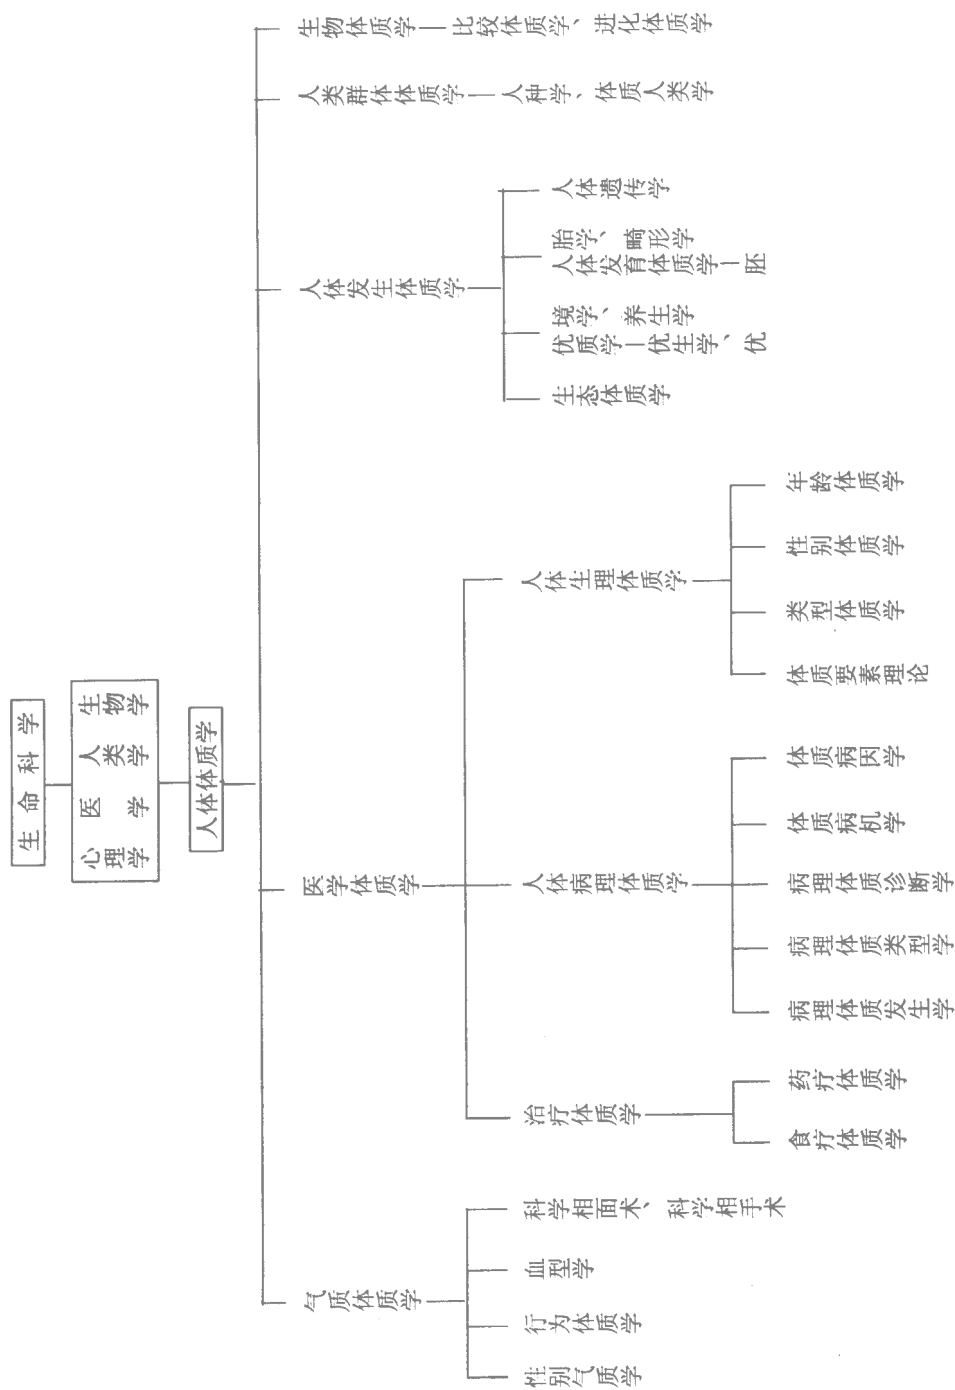 生命科学
心理学 医学 人类学 生物学
人体体质学
气质体质学
医学体质学
人体发生体质学
人类群体体质学—人种学、体质人类学
生物体质学—比较体质学、进化体质学
性别气质学
行为体质学
血型学
科学相面术、科学相手术
治疗体质学
人体病理体质学
人体生理体质学
食疗体质学
药疗体质学
病理体质发生学
病理体质类型学
病理体质诊断学
体质病机学
体质病因学
体质要素理论
类型体质学
性别体质学
年龄体质学
生态体质学
优质学—优生学、优
境学、养生学
人体发育体质学—胚
胎学、畸形学
人体遗传学